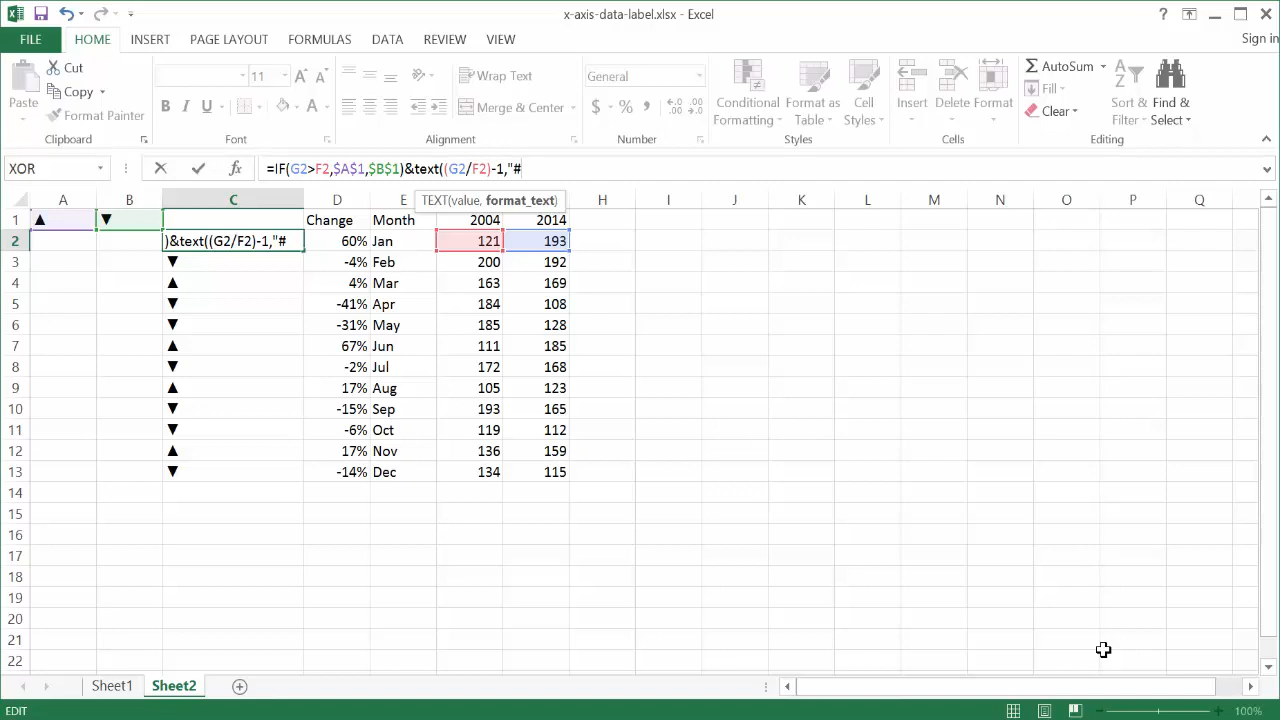 x-axis-data-label.xlsx - Excel
FILE HOME INSERT PAGE LAYOUT FORMULAS DATA REVIEW VIEW Sign in
Paste Cut Copy Format Painter
Clipboard
11 A A
B I U A
Font
Wrap Text
Merge & Center
Alignment
General
$ % ,
Number
Conditional Formatting
Format as Table
Cell Styles
Styles
Insert Delete Format
Cells
AutoSum
Fill
Clear
Sort & Filter
Find & Select
Editing
XOR =IF(G2>F2,$A$1,$B$1)&text((G2/F2)-1,"#
TEXT(value, format_text)
A B C D E F G H I J K L M N O P Q
1 ▲ ▼ Change Month 2004 2014
2 )&text((G2/F2)-1,"# 60% Jan 121 193
3 ▼ -4% Feb 200 192
4 ▲ 4% Mar 163 169
5 ▼ -41% Apr 184 108
6 ▼ -31% May 185 128
7 ▲ 67% Jun 111 185
8 ▼ -2% Jul 172 168
9 ▲ 17% Aug 105 123
10 ▼ -15% Sep 193 165
11 ▼ -6% Oct 119 112
12 ▲ 17% Nov 136 159
13 ▼ -14% Dec 134 115
14
15
16
17
18
19
20
21
22
Sheet1 Sheet2
EDIT 100%